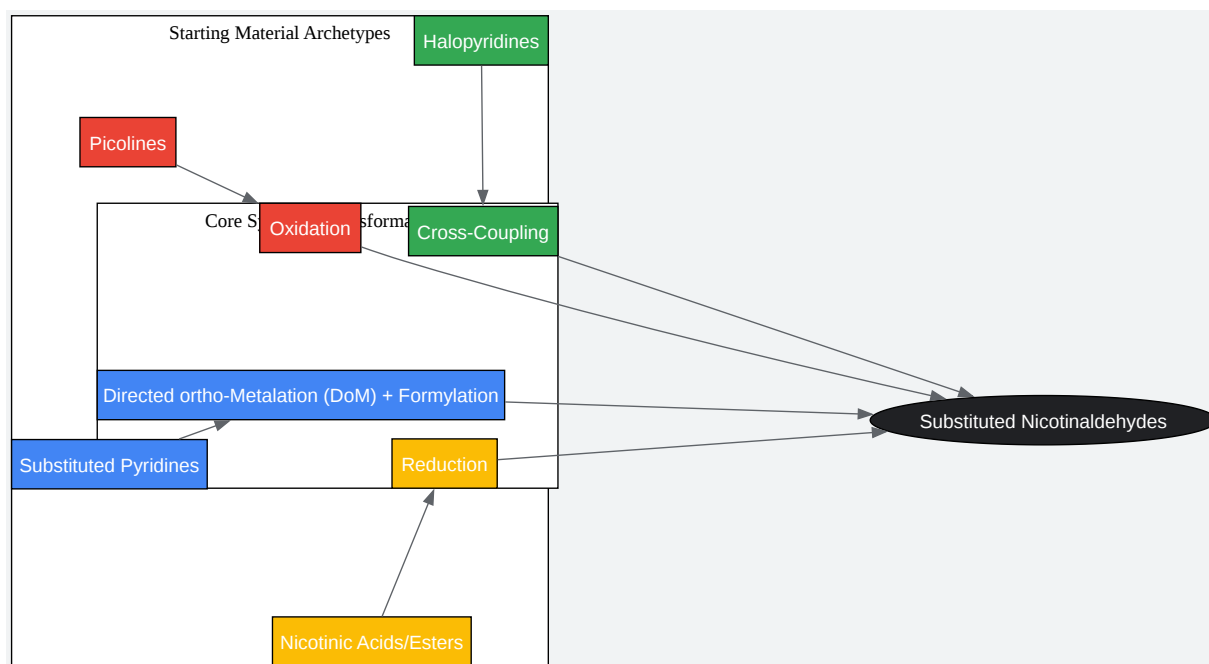 Starting Material Archetypes
Halopyridines
Picolines
Core
Oxidation
Cross-Coupling
Directed ortho-Metalation (DoM) + Formylation
Substituted Nicotinaldehydes
Substituted Pyridines
Reduction
Nicotinic Acids/Esters